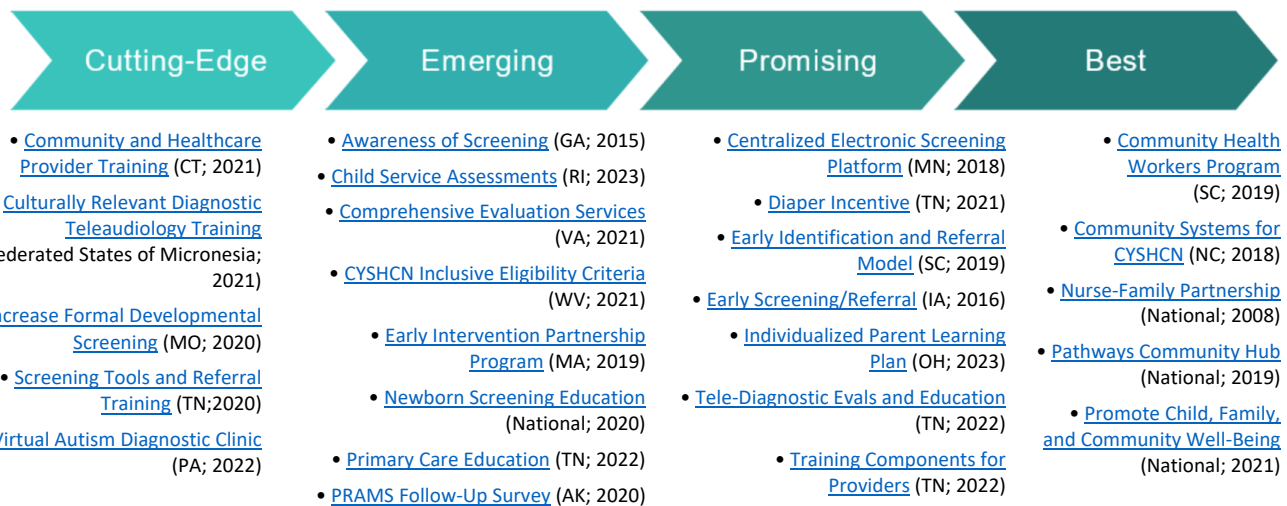 Cutting-Edge
• Community and Healthcare
Provider Training (CT; 2021)
Culturally Relevant Diagnostic
Teleaudiology Training
ederated States of Micronesia;
2021)
ncrease Formal Developmental
Screening (MO; 2020)
• Screening Tools and Referral
Training (TN;2020)
Virtual Autism Diagnostic Clinic
(PA; 2022)
Emerging
• Awareness of Screening (GA; 2015)
• Child Service Assessments (RI; 2023)
• Comprehensive Evaluation Services
(VA; 2021)
• CYSHCN Inclusive Eligibility Criteria
(WV; 2021)
• Early Intervention Partnership
Program (MA; 2019)
• Newborn Screening Education
(National; 2020)
• Primary Care Education (TN; 2022)
• PRAMS Follow-Up Survey (AK; 2020)
Promising
• Centralized Electronic Screening
Platform (MN; 2018)
• Diaper Incentive (TN; 2021)
• Early Identification and Referral
Model (SC; 2019)
• Early Screening/Referral (IA; 2016)
• Individualized Parent Learning
Plan (OH; 2023)
• Tele-Diagnostic Evals and Education
(TN; 2022)
• Training Components for
Providers (TN; 2022)
Best
• Community Health
Workers Program
(SC; 2019)
• Community Systems for
CYSHCN (NC; 2018)
• Nurse-Family Partnership
(National; 2008)
• Pathways Community Hub
(National; 2019)
• Promote Child, Family,
and Community Well-Being
(National; 2021)